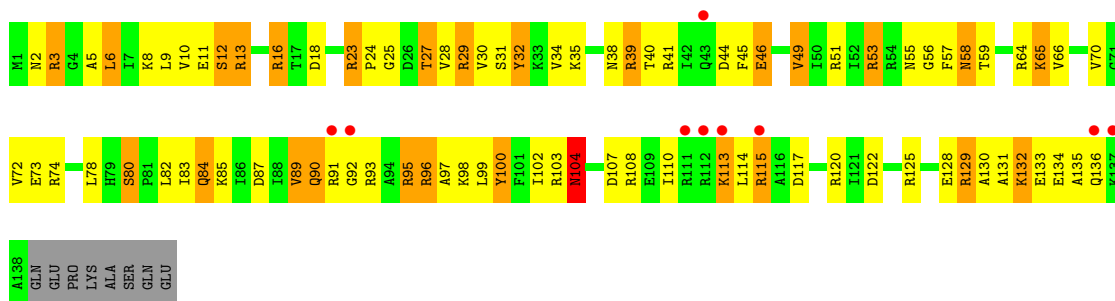 M1 N2 R3 G4 A5 L6 I7 K8 L9 V10 E11 S12 R13 R16 T17 D18 R23 P24 G25 D26 T27 V28 R29 V30 S31 Y32 K33 V34 K35 N38 R39 T40 R41 I42 Q43 D44 F45 E46 V49 I50 R51 I52 R53 R54 N55 G56 F57 N58 T59 R64 K65 V66 V70 G71
V72 E73 R74 L78 H79 S80 P81 L82 I83 Q84 K85 I86 D87 I88 V89 Q90 R91 G92 R93 A94 R95 R96 A97 K98 L99 Y100 F101 I102 R103 N104 D107 R108 E109 I110 R111 R112 K113 L114 R115 A116 D117 R120 I121 D122 R125 E128 R129 A130 A131 K132 E133 E134 A135 Q136 K137
A138 GLN GLU PRO LYS ALA SER GLN GLU